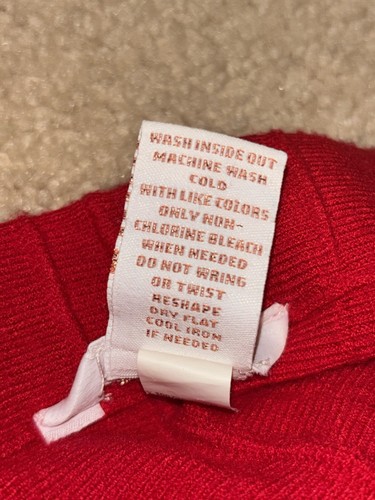 WASH INSIDE OUT
MACHINE WASH
COLD
WITH LIKE COLORS
ONLY NON-
CHLORINE BLEACH
WHEN NEEDED
DO NOT WRING
OR TWIST
RESHAPE
DRY FLAT
COOL IRON
IF NEEDED